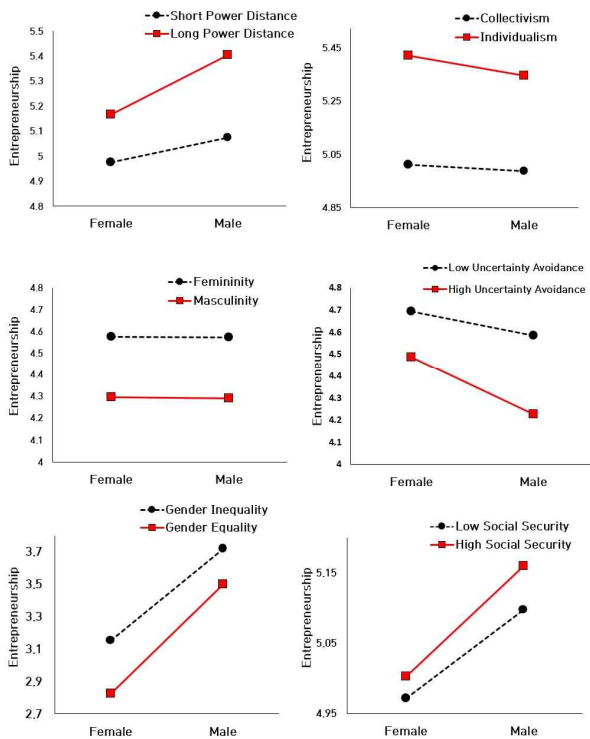 Short Power Distance
Long Power Distance
Entrepreneurship
5.5
5.4
5.3
5.2
5.1
5
4.9
4.8
Female Male
Collectivism
Individualism
Entrepreneurship
5.45
5.25
5.05
4.85
Female Male
Femininity
Masculinity
Entrepreneurship
4.8
4.7
4.6
4.5
4.4
4.3
4.2
4.1
4
Female Male
Low Uncertainty Avoidance
High Uncertainty Avoidance
Entrepreneurship
4.8
4.7
4.6
4.5
4.4
4.3
4.2
4.1
4
Female Male
Gender Inequality
Gender Equality
Entrepreneurship
3.7
3.5
3.3
3.1
2.9
2.7
Female Male
Low Social Security
High Social Security
Entrepreneurship
5.15
5.05
4.95
Female Male